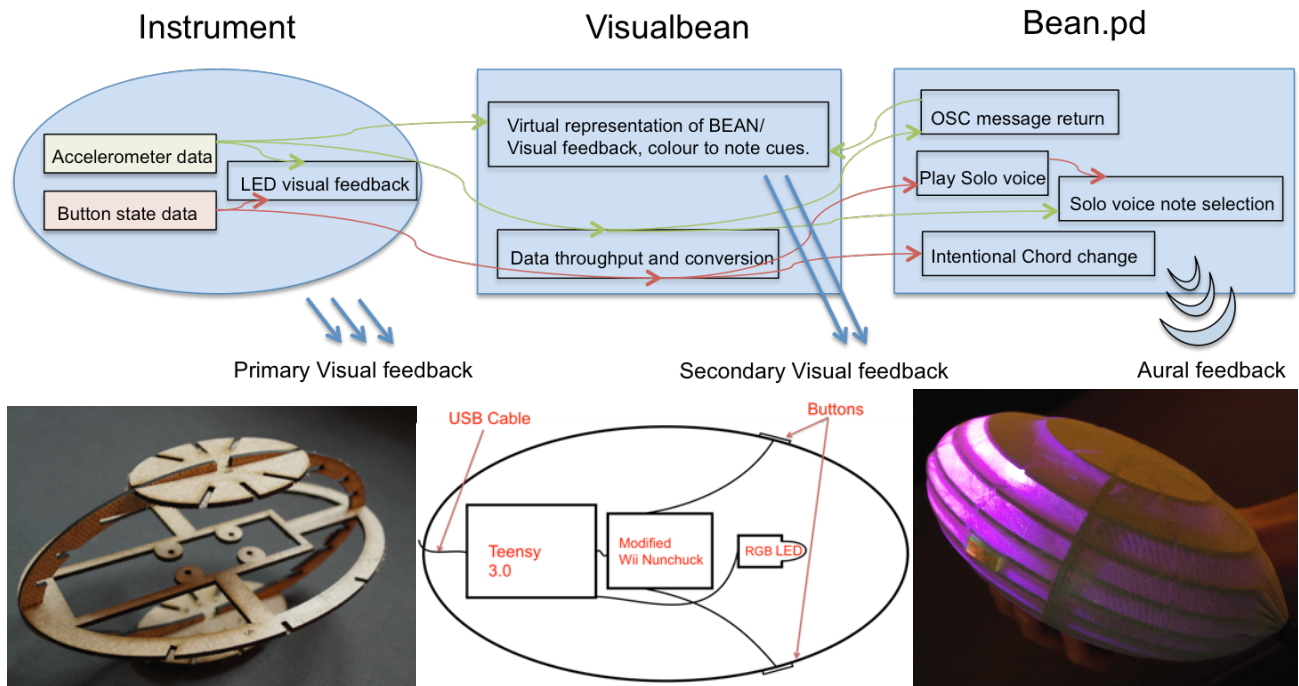 Instrument
Visualbean
Bean.pd
Accelerometer data
LED visual feedback
Button state data
Virtual representation of BEAN/
Visual feedback, colour to note cues.
Data throughput and conversion
OSC message return
Play Solo voice
Solo voice note selection
Intentional Chord change
Primary Visual feedback
Secondary Visual feedback
Aural feedback
USB Cable
Buttons
Teensy
3.0
Modified
Wii Nunchuck
RGB LED